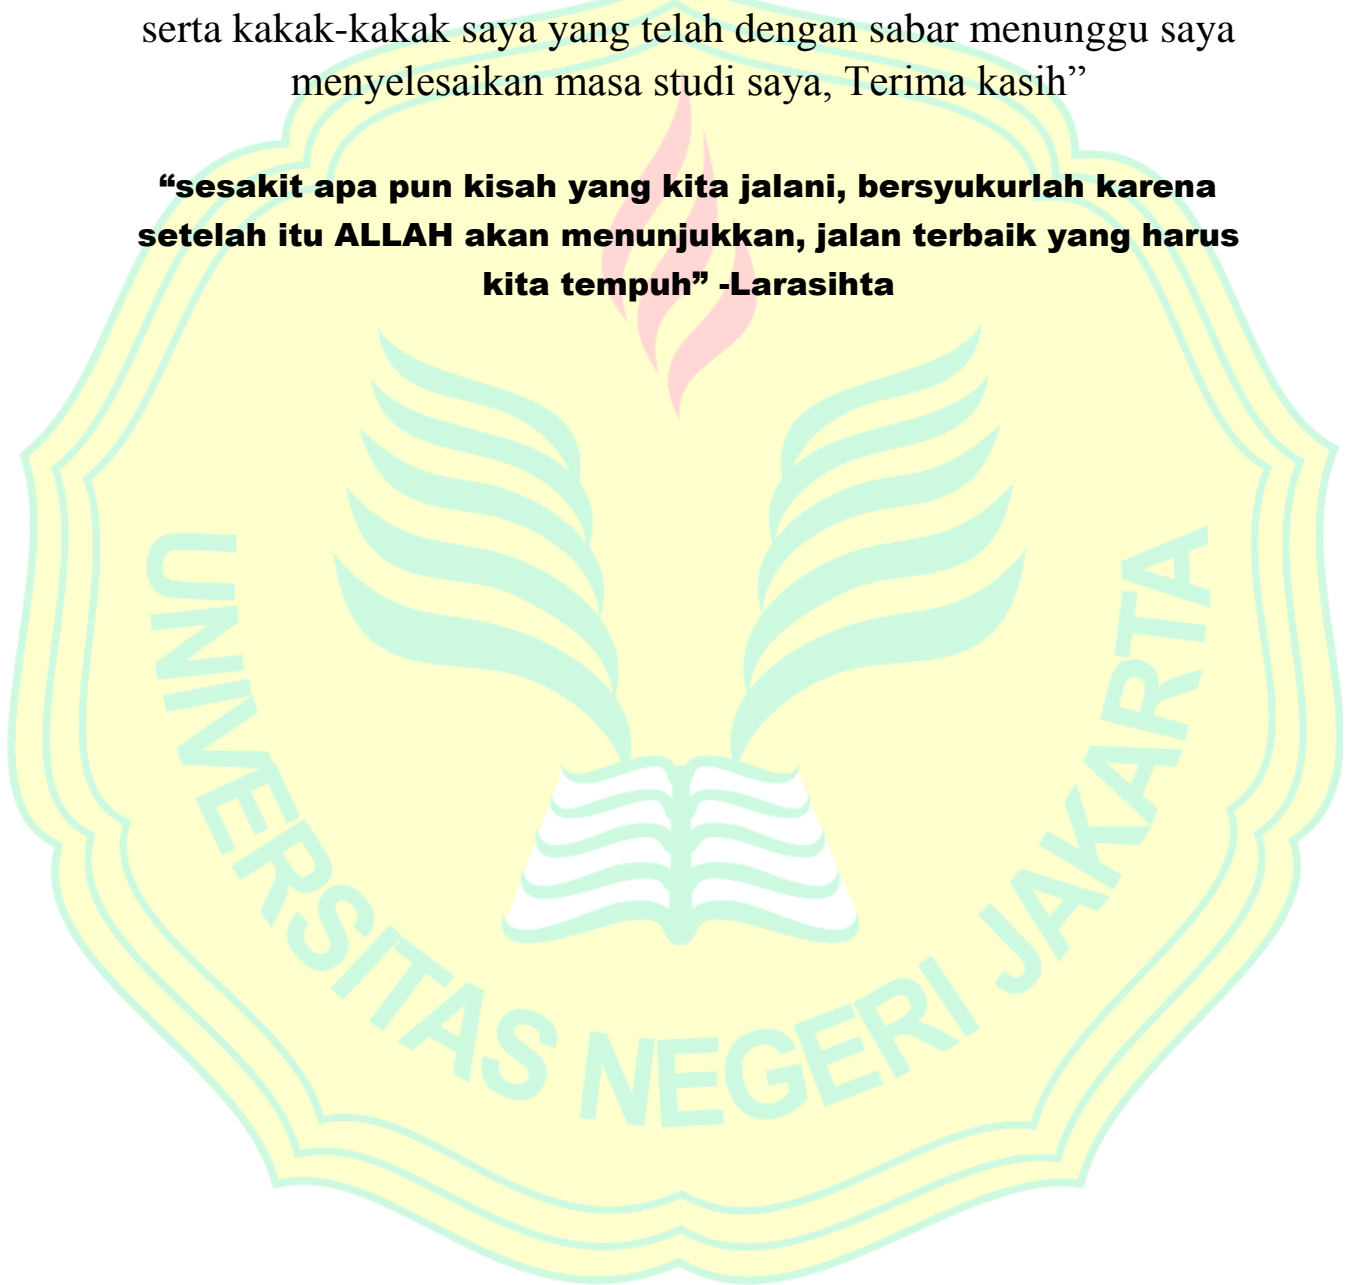 serta kakak-kakak saya yang telah dengan sabar menunggu saya
menyelesaikan masa studi saya, Terima kasih”
“sesakit apa pun kisah yang kita jalani, bersyukurlah karena
setelah itu ALLAH akan menunjukkan, jalan terbaik yang harus
kita tempuh” -Larasihta
UNIVERSITAS NEGERI JAKARTA